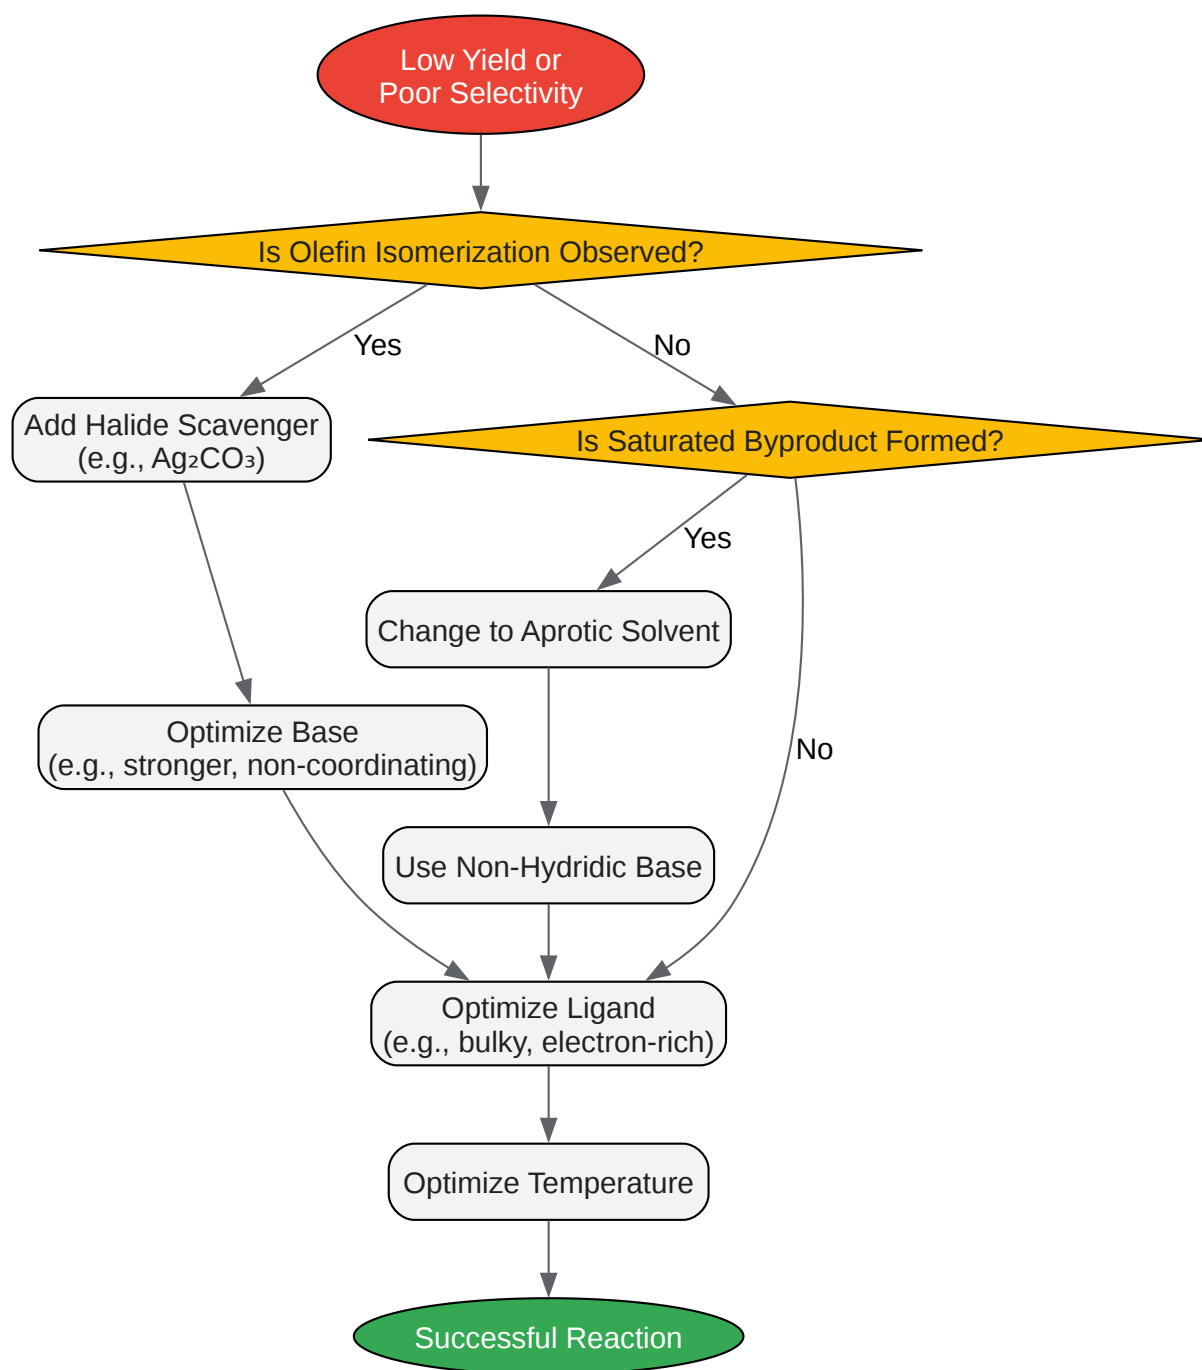 Low Yield or
Poor Selectivity
Is Olefin Isomerization Observed?
Yes
No
Add Halide Scavenger
(e.g., Ag₂CO₃)
Is Saturated Byproduct Formed?
Yes
Change to Aprotic Solvent
Optimize Base
(e.g., stronger, non-coordinating)
No
Use Non-Hydridic Base
Optimize Ligand
(e.g., bulky, electron-rich)
Optimize Temperature
Successful Reaction